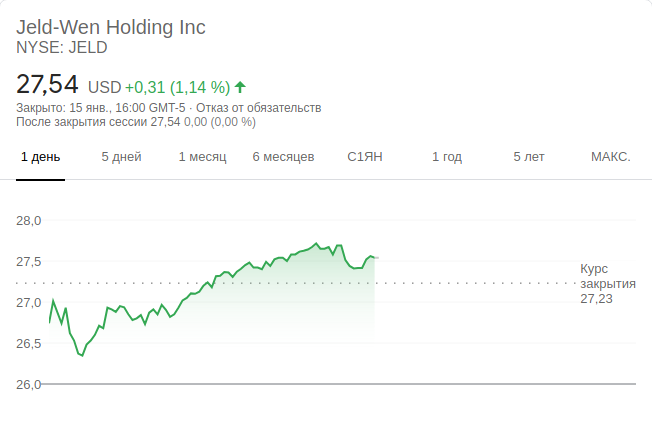 Jeld-Wen Holding Inc
NYSE: JELD
27,54 USD +0,31 (1,14 %)
Закрыто: 15 янв., 16:00 GMT-5 · Отказ от обязательств
После закрытия сессии 27,54 0,00 (0,00 %)
1 день 5 дней 1 месяц 6 месяцев С1ЯН 1 год 5 лет МАКС.
28,0
27,5
Курс
закрытия
27,23
27,0
26,5
26,0